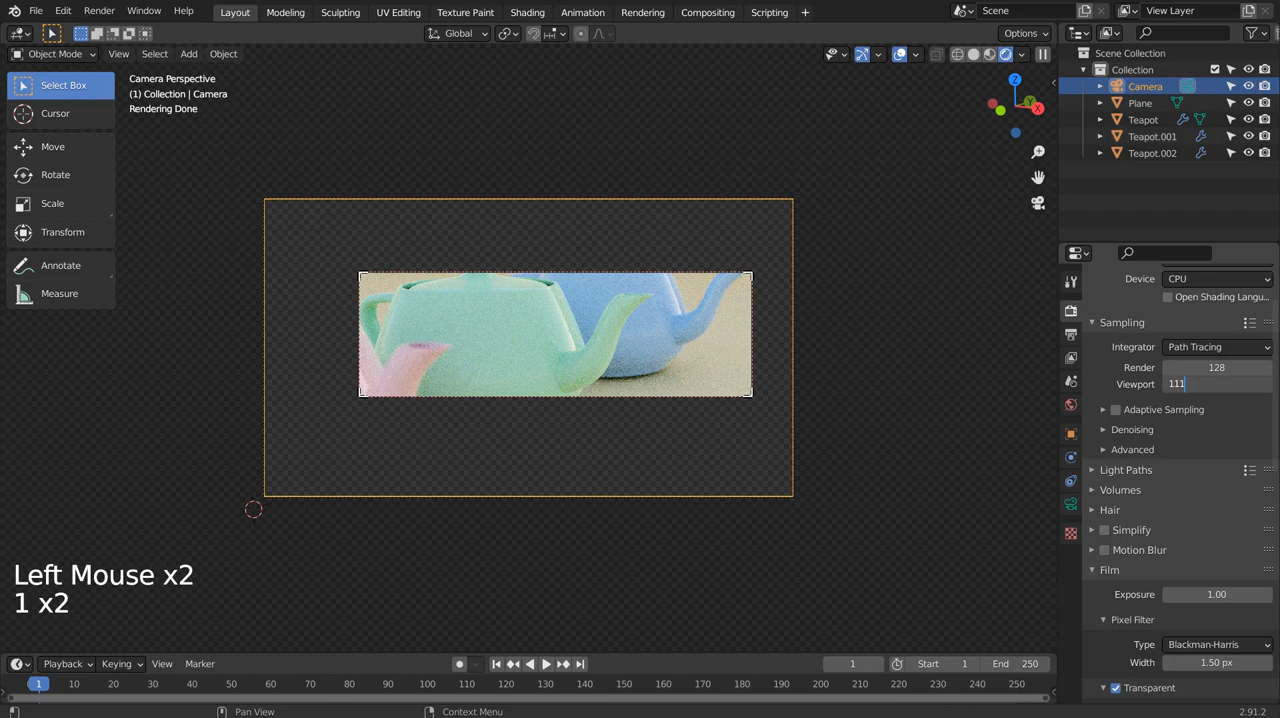 File Edit Render Window Help Layout Modeling Sculpting UV Editing Texture Paint Shading Animation Rendering Compositing Scripting + Scene View Layer
Global Options
Object Mode View Select Add Object
Select Box
Cursor
Move
Rotate
Scale
Transform
Annotate
Measure
Camera Perspective
(1) Collection | Camera
Rendering Done
Z
Y
X
Scene Collection
Collection
Camera
Plane
Teapot
Teapot.001
Teapot.002
Device CPU
Open Shading Langu...
Sampling
Integrator Path Tracing
Render 128
Viewport 111
Adaptive Sampling
Denoising
Advanced
Light Paths
Volumes
Hair
Simplify
Motion Blur
Film
Exposure 1.00
Pixel Filter
Type Blackman-Harris
Width 1.50 px
Transparent
Left Mouse x2
1 x2
Playback Keying View Marker 1 Start 1 End 250
1 10 20 30 40 50 60 70 80 90 100 110 120 130 140 150 160 170 180 190 200 210 220 230 240 250
Pan View Context Menu 2.91.2